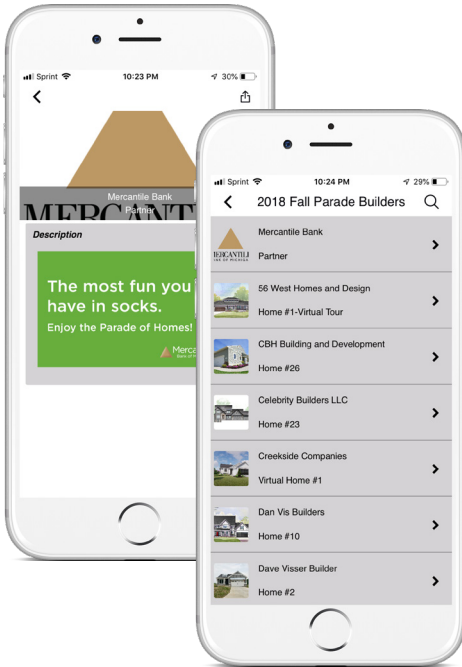 Sprint 10:23 PM 30%
Mercantile Bank
Partner
MERCANTI
Description
The most fun you
have in socks.
Enjoy the Parade of Homes!
Merca
Sprint 10:24 PM 29%
2018 Fall Parade Builders
Mercantile Bank
Partner
MERCANTILE
56 West Homes and Design
Home #1-Virtual Tour
CBH Building and Development
Home #26
Celebrity Builders LLC
Home #23
Creekside Companies
Virtual Home #1
Dan Vis Builders
Home #10
Dave Visser Builder
Home #2